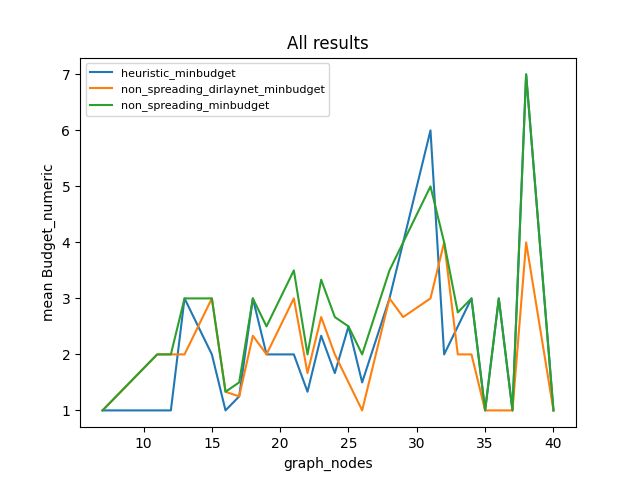 All results
heuristic_minbudget
non_spreading_dirlaynet_minbudget
non_spreading_minbudget
mean Budget_numeric
7
6
5
4
3
2
1
10 15 20 25 30 35 40
graph_nodes